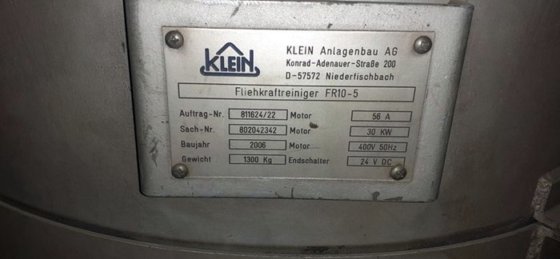 KLEIN
KLEIN Anlagenbau AG
Konrad-Adenauer-Straße 200
D-57572 Niederfischbach
Fliehkraftreiniger FR10-5
Auftrag-Nr. 811624/22 Motor 56 A
Sach-Nr. 802042342 Motor 30 KW
Baujahr 2006 Motor 400V 50Hz
Gewicht 1300 Kg Endschalter 24 V DC